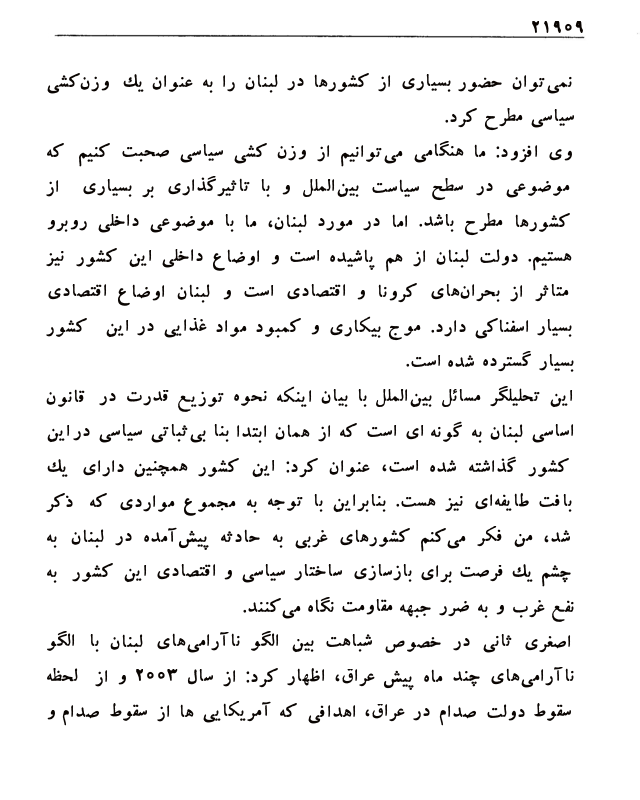 ۲۱۹۵۹
نمی‌توان حضور بسیاری از کشورها در لبنان را به عنوان یك وزن‌کشی
سیاسی مطرح کرد.
وی افزود: ما هنگامی می‌توانیم از وزن کشی سیاسی صحبت کنیم که
موضوعی در سطح سیاست بین‌الملل و با تاثیرگذاری بر بسیاری از
کشورها مطرح باشد. اما در مورد لبنان، ما با موضوعی داخلی روبرو
هستیم. دولت لبنان از هم پاشیده است و اوضاع داخلی این کشور نیز
متاثر از بحران‌های کرونا و اقتصادی است و لبنان اوضاع اقتصادی
بسیار اسفناکی دارد. موج بیکاری و کمبود مواد غذایی در این کشور
بسیار گسترده شده است.
این تحلیلگر مسائل بین‌الملل با بیان اینکه نحوه توزیع قدرت در قانون
اساسی لبنان به گونه ای است که از همان ابتدا بنا بی‌ثباتی سیاسی دراین
کشور گذاشته شده است، عنوان کرد: این کشور همچنین دارای یك
بافت طایفه‌ای نیز هست. بنابراین با توجه به مجموع مواردی که ذکر
شد، من فکر می‌کنم کشورهای غربی به حادثه پیش‌آمده در لبنان به
چشم یك فرصت برای بازسازی ساختار سیاسی و اقتصادی این کشور به
نفع غرب و به ضرر جبهه مقاومت نگاه می‌کنند.
اصغری ثانی در خصوص شباهت بین الگو ناآرامی‌های لبنان با الگو
ناآرامی‌های چند ماه پیش عراق، اظهار کرد: از سال ۲۰۰۳ و از لحظه
سقوط دولت صدام در عراق، اهدافی که آمریکایی ها از سقوط صدام و